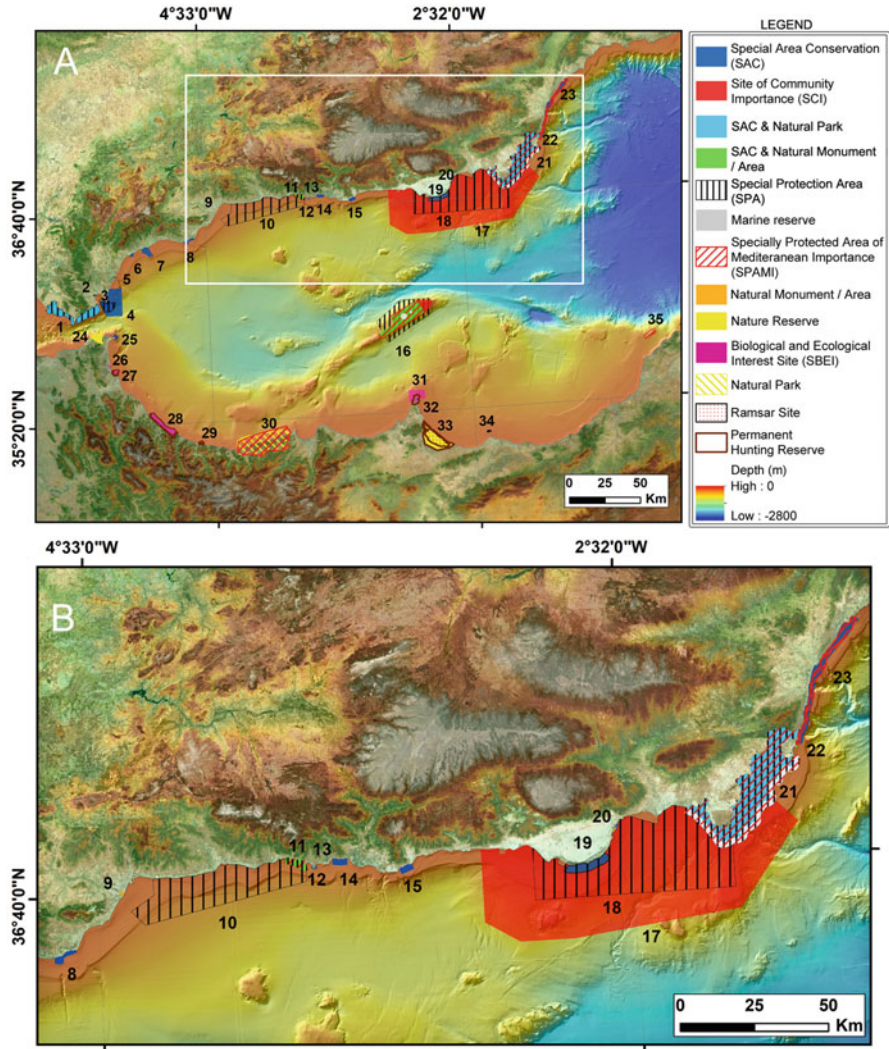 4°33'0"W 2°32'0"W
LEGEND
A
36°40'0"N
35°20'0"N
1
2
3
4
5
6
7
8
9
10
11 13
12 14
15
16
17
18
19
20
21
22
23
24
25
26
27
28
29
30
31
32
33
34
35
0 25 50
Km
Special Area Conservation
(SAC)
Site of Community
Importance (SCI)
SAC & Natural Park
SAC & Natural Monument
/ Area
Special Protection Area
(SPA)
Marine reserve
Specially Protected Area of
Mediteranean Importance
(SPAMI)
Natural Monument / Area
Nature Reserve
Biological and Ecological
Interest Site (SBEI)
Natural Park
Ramsar Site
Permanent
Hunting Reserve
Depth (m)
High : 0
Low : -2800
4°33'0"W 2°32'0"W
B
36°40'0"N
8
9
10
11 13
12 14
15
17
18
19
20
21
22
23
0 25 50
Km